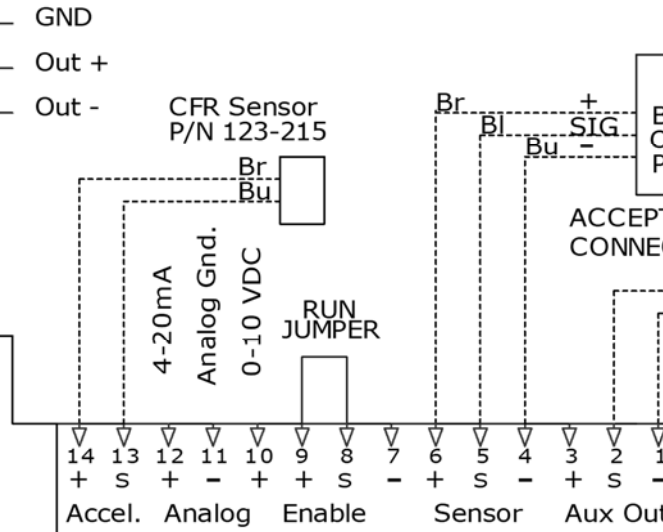 GND
Out +
Out -
CFR Sensor
P/N 123-215
Br
Bu
4-20mA
Analog Gnd.
0-10 VDC
RUN
JUMPER
Br
Bl
Bu
+
SIG
-
ACCEPT
CONNEC
14 13 12 11 10 9 8 7 6 5 4 3 2 1
+ S + - + + S - + S - + S -
Accel. Analog Enable Sensor Aux Out